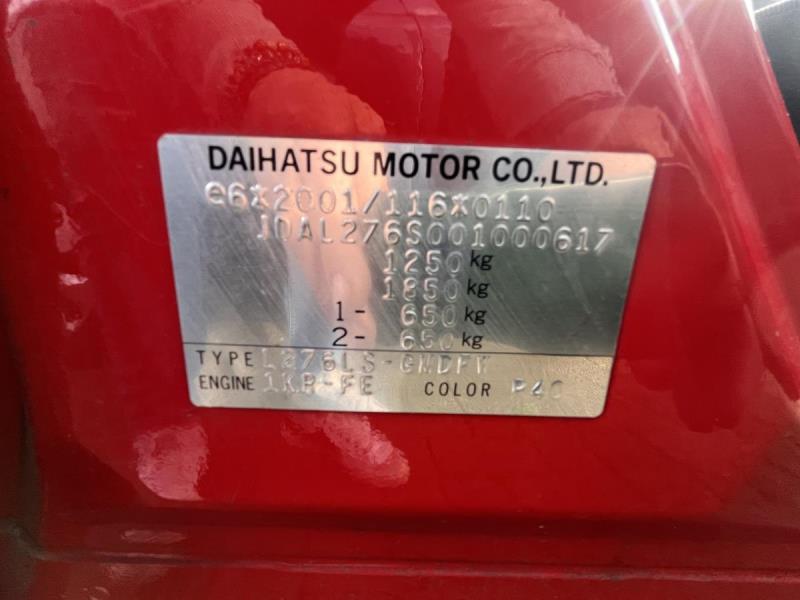 DAIHATSU MOTOR CO.,LTD.
e6*2001/116*0110
JDAL276S001000617
1250 kg
1850 kg
1- 650 kg
2- 650 kg
TYPE L276LS-GMDFW
ENGINE 1KR-FE COLOR R40